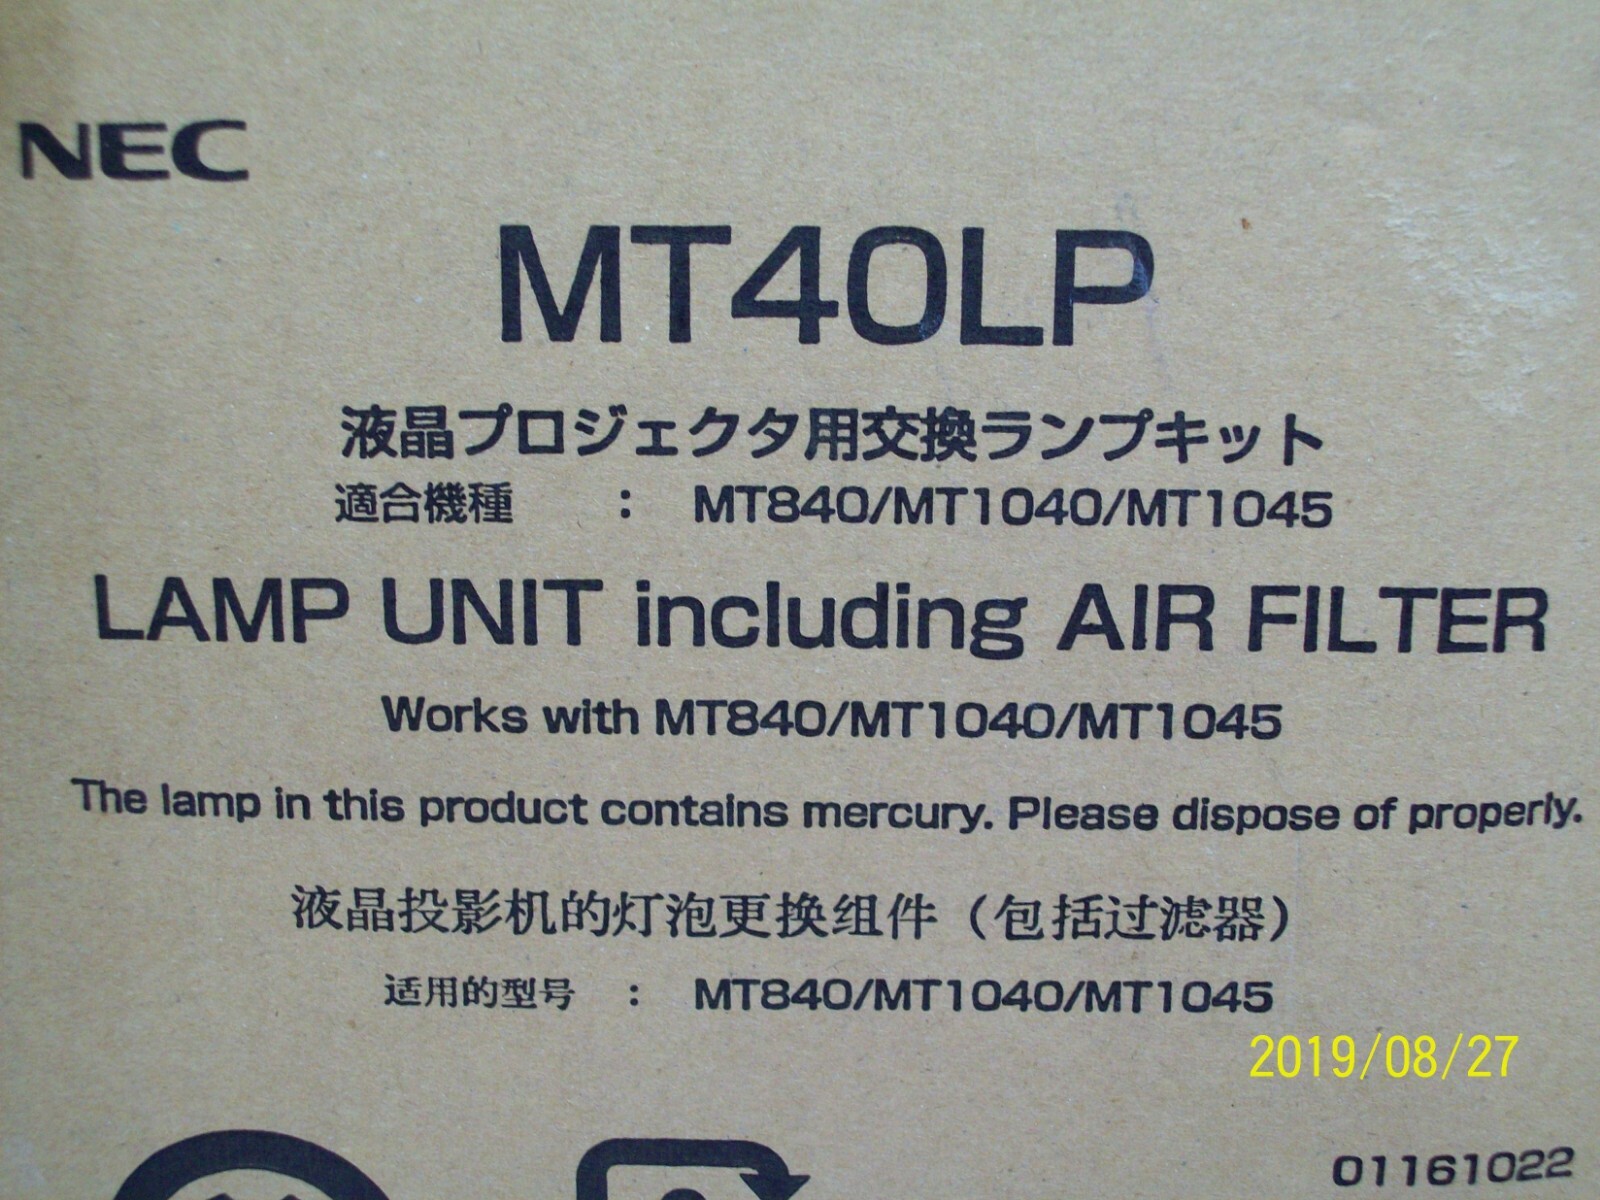 NEC
MT40LP
液晶プロジェクタ用交換ランプキット
適合機種 : MT840/MT1040/MT1045
LAMP UNIT including AIR FILTER
Works with MT840/MT1040/MT1045
The lamp in this product contains mercury. Please dispose of properly.
液晶投影机的灯泡更换组件（包括过滤器）
适用的型号 : MT840/MT1040/MT1045
2019/08/27
01161022